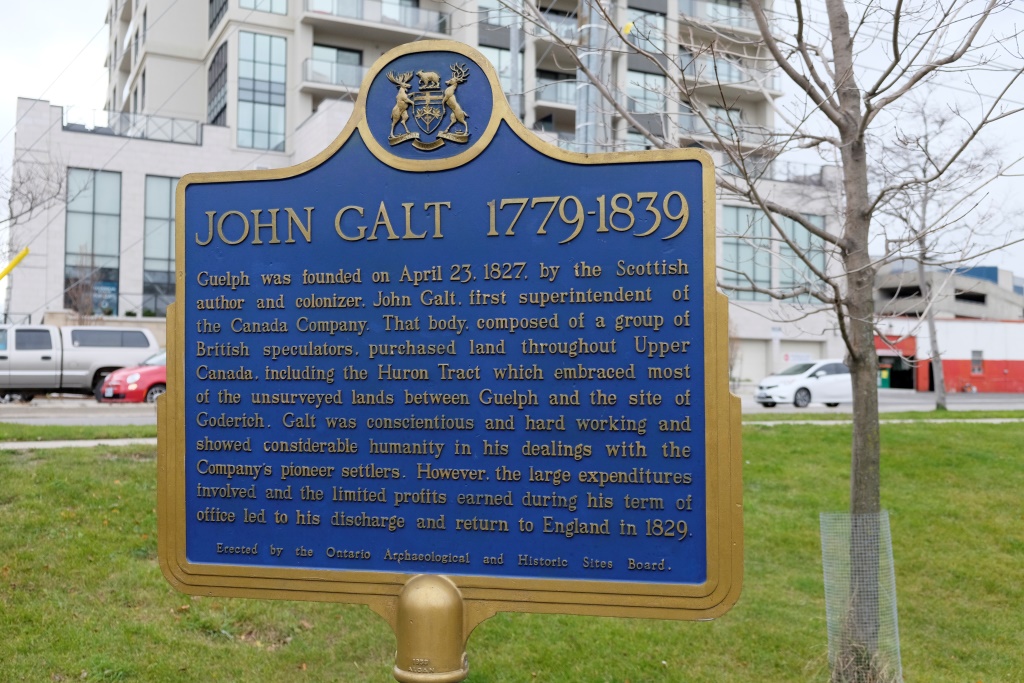 JOHN GALT 1779-1839
Guelph was founded on April 23, 1827, by the Scottish
author and colonizer, John Galt, first superintendent of
the Canada Company. That body, composed of a group of
British speculators, purchased land throughout Upper
Canada, including the Huron Tract which embraced most
of the unsurveyed lands between Guelph and the site of
Goderich. Galt was conscientious and hard working and
showed considerable humanity in his dealings with the
Company's pioneer settlers. However, the large expenditures
involved and the limited profits earned during his term of
office led to his discharge and return to England in 1829.
Erected by the Ontario Archaeological and Historic Sites Board.